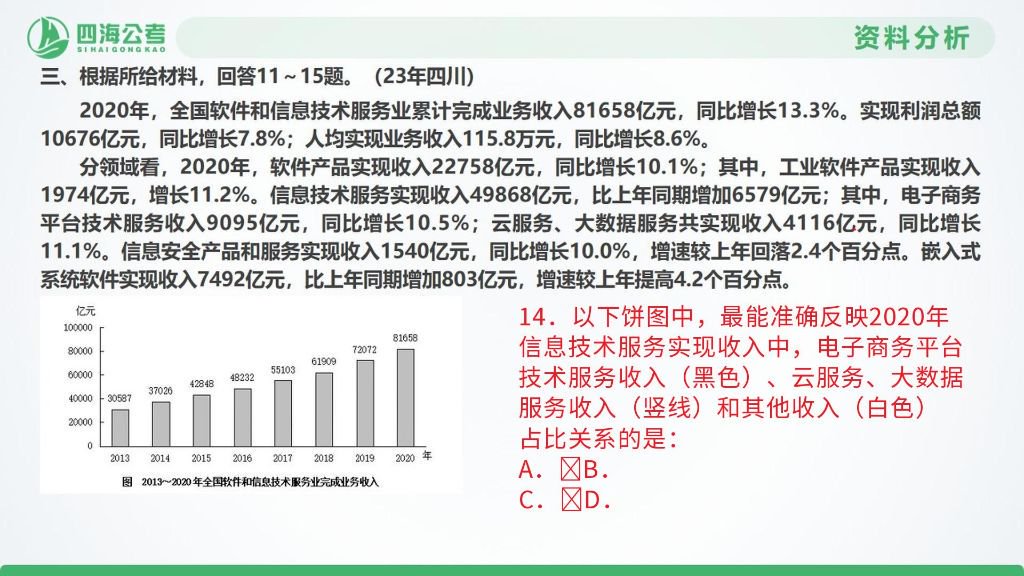 四海公考
SIHAIGONGKAO
资料分析
三、根据所给材料，回答11～15题。（23年四川）
2020年，全国软件和信息技术服务业累计完成业务收入81658亿元，同比增长13.3%。实现利润总额
10676亿元，同比增长7.8%；人均实现业务收入115.8万元，同比增长8.6%。
分领域看，2020年，软件产品实现收入22758亿元，同比增长10.1%；其中，工业软件产品实现收入
1974亿元，增长11.2%。信息技术服务实现收入49868亿元，比上年同期增加6579亿元；其中，电子商务
平台技术服务收入9095亿元，同比增长10.5%；云服务、大数据服务共实现收入4116亿元，同比增长
11.1%。信息安全产品和服务实现收入1540亿元，同比增长10.0%，增速较上年回落2.4个百分点。嵌入式
系统软件实现收入7492亿元，比上年同期增加803亿元，增速较上年提高4.2个百分点。
亿元
100000
80000
60000
40000
20000
0
30587
37026
42848
48232
55103
61909
72072
81658
2013 2014 2015 2016 2017 2018 2019 2020 年
图 2013～2020年全国软件和信息技术服务业完成业务收入
14．以下饼图中，最能准确反映2020年
信息技术服务实现收入中，电子商务平台
技术服务收入（黑色）、云服务、大数据
服务收入（竖线）和其他收入（白色）
占比关系的是：
A．B．
C．D．